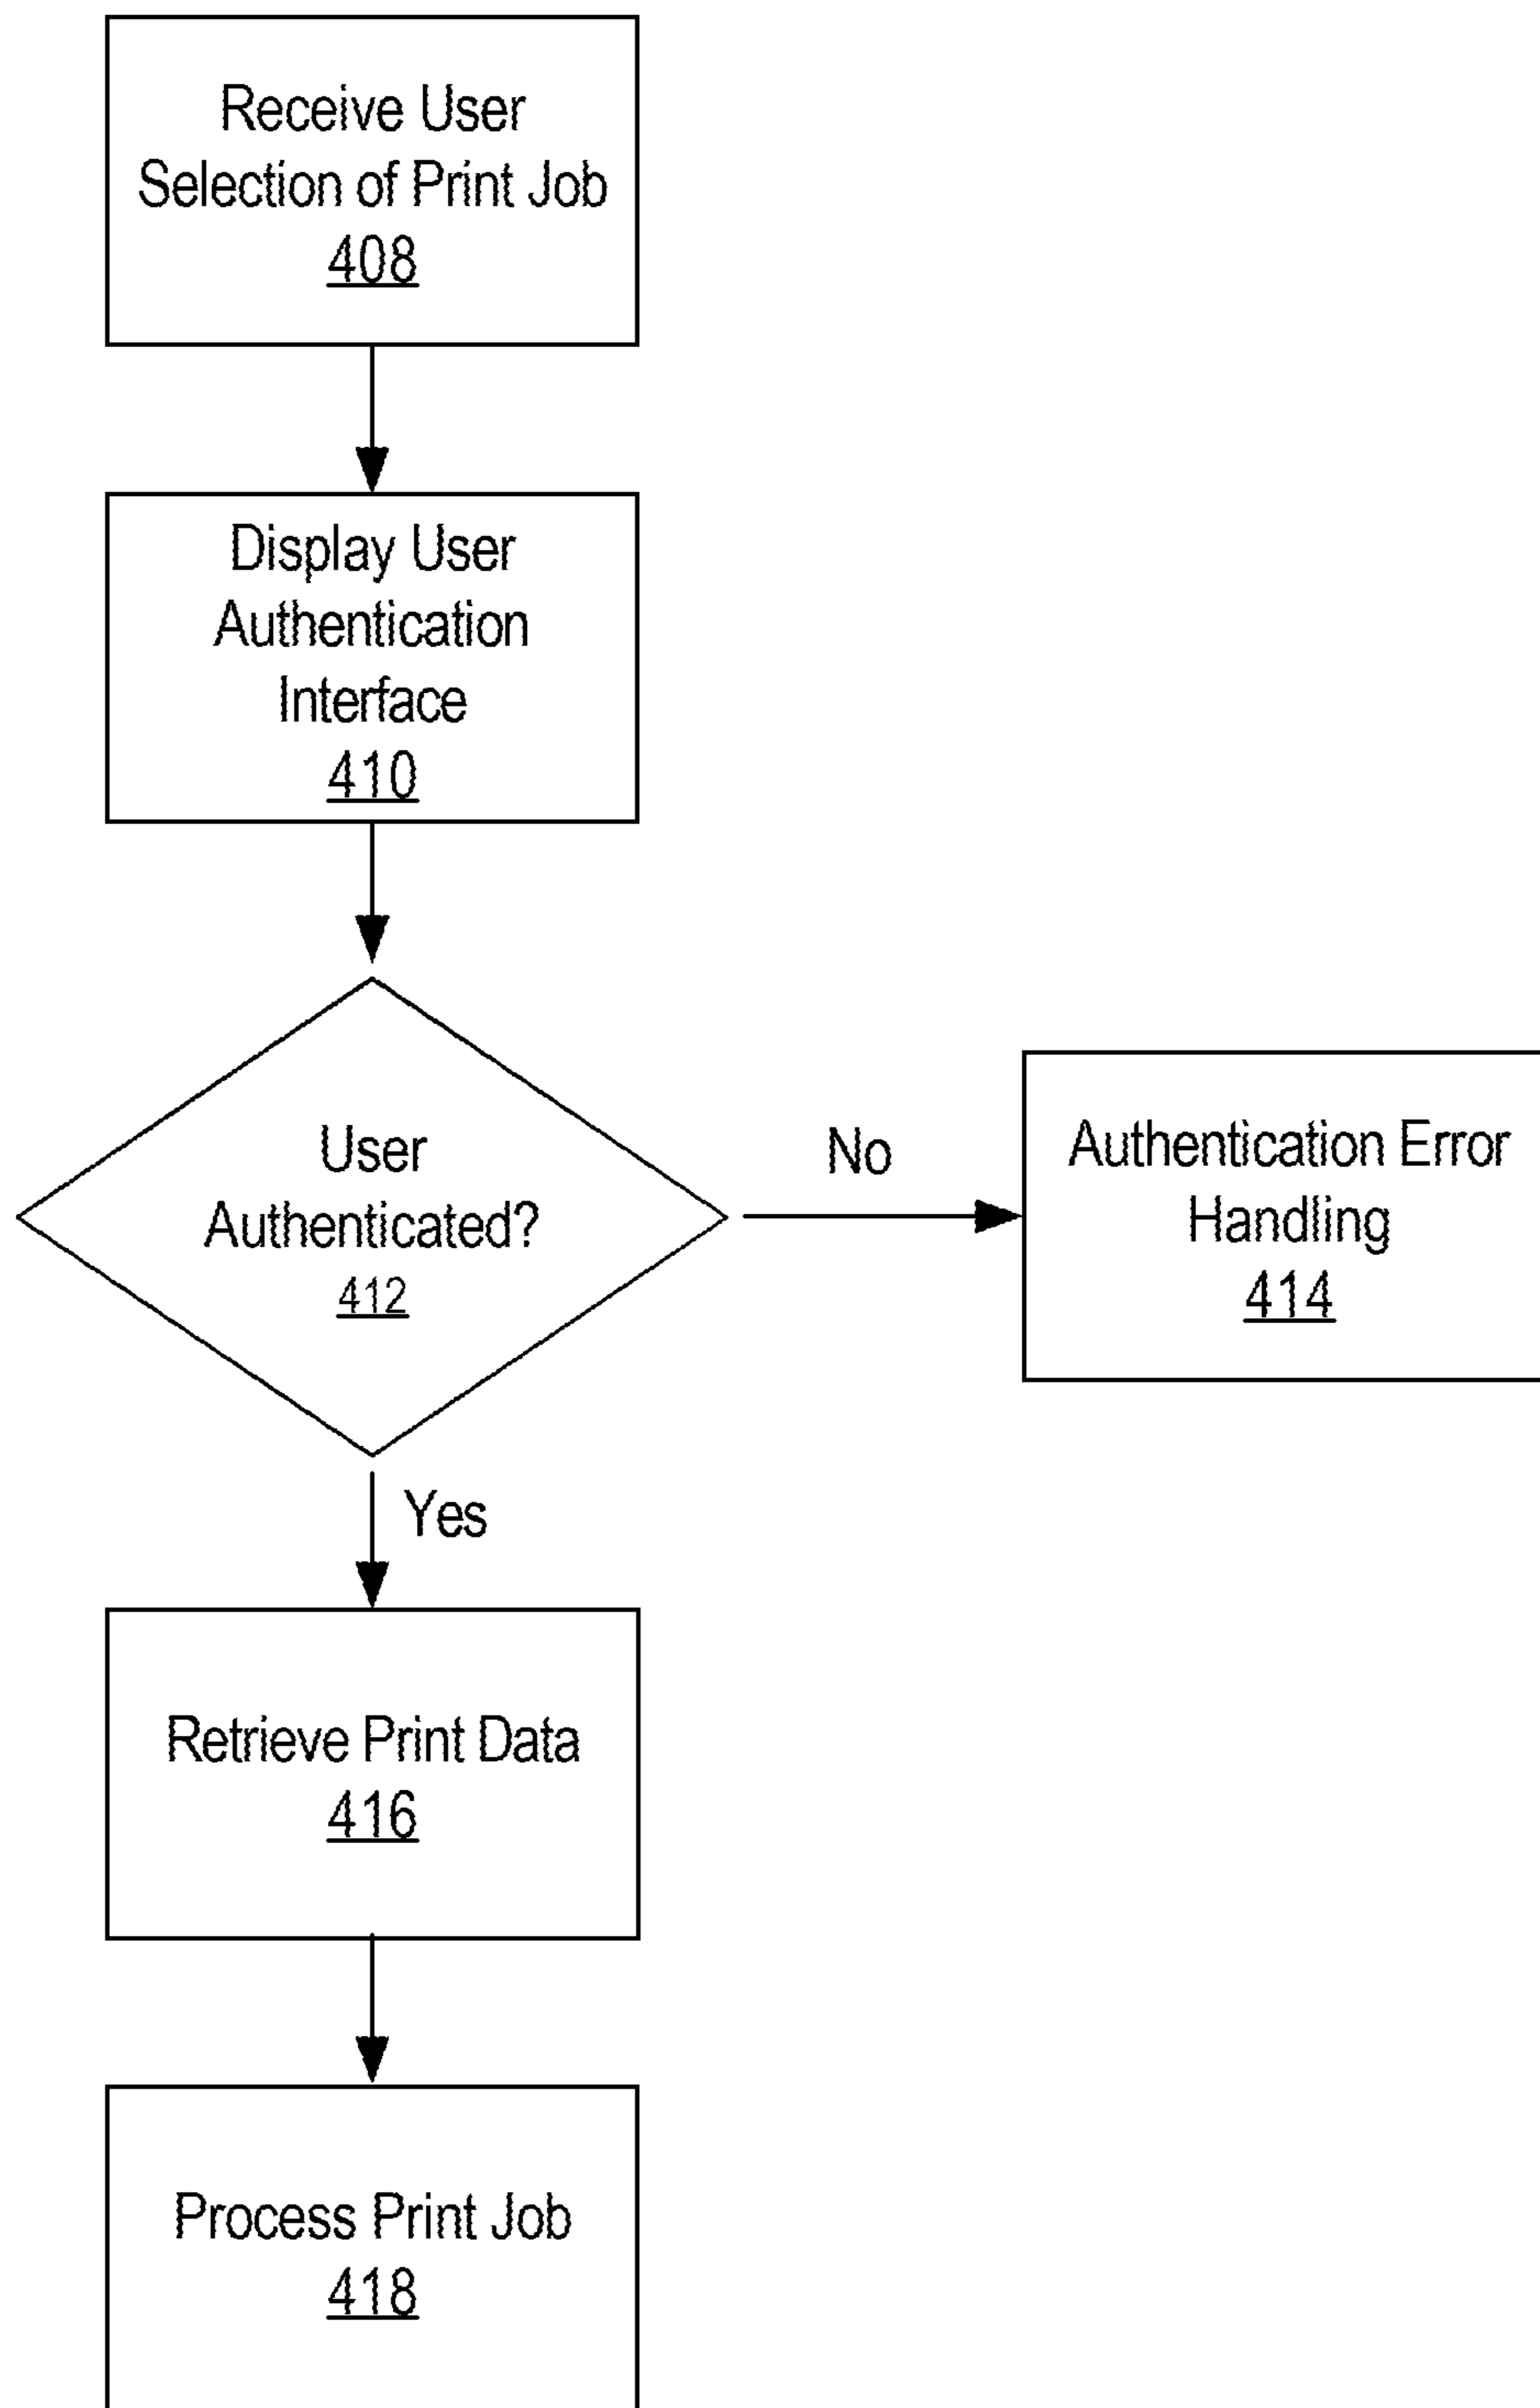 Receive User
Selection of Print Job
408
Display User
Authentication
Interface
410
User
Authenticated?
412
No
Authentication Error
Handling
414
Yes
Retrieve Print Data
416
Process Print Job
418